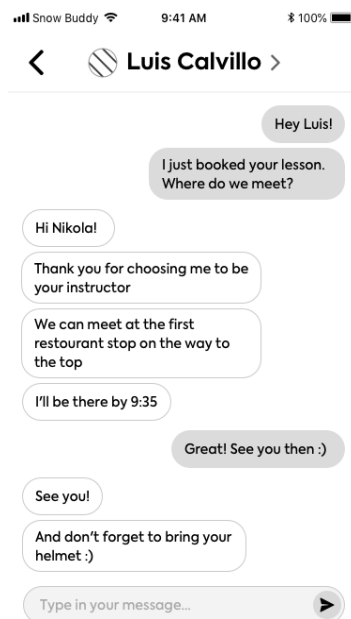 Snow Buddy 9:41 AM 100%
Luis Calvillo
Hey Luis!
I just booked your lesson.
Where do we meet?
Hi Nikola!
Thank you for choosing me to be
your instructor
We can meet at the first
restourant stop on the way to
the top
I'll be there by 9:35
Great! See you then :)
See you!
And don't forget to bring your
helmet :)
Type in your message...